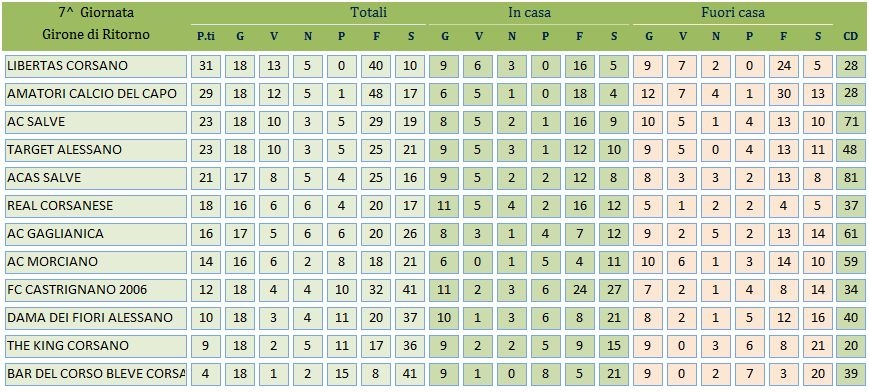 7^ Giornata Totali In casa Fuori casa
Girone di Ritorno P.ti G V N P F S G V N P F S G V N P F S CD
LIBERTAS CORSANO 31 18 13 5 0 40 10 9 6 3 0 16 5 9 7 2 0 24 5 28
AMATORI CALCIO DEL CAPO 29 18 12 5 1 48 17 6 5 1 0 18 4 12 7 4 1 30 13 28
AC SALVE 23 18 10 3 5 29 19 8 5 2 1 16 9 10 5 1 4 13 10 71
TARGET ALESSANO 23 18 10 3 5 25 21 9 5 3 1 12 10 9 5 0 4 13 11 48
ACAS SALVE 21 17 8 5 4 25 16 9 5 2 2 12 8 8 3 3 2 13 8 81
REAL CORSANESE 18 16 6 6 4 20 17 11 5 4 2 16 12 5 1 2 2 4 5 37
AC GAGLIANICA 16 17 5 6 6 20 26 8 3 1 4 7 12 9 2 5 2 13 14 61
AC MORCIANO 14 16 6 2 8 18 21 6 0 1 5 4 11 10 6 1 3 14 10 59
FC CASTRIGNANO 2006 12 18 4 4 10 32 41 11 2 3 6 24 27 7 2 1 4 8 14 34
DAMA DEI FIORI ALESSANO 10 18 3 4 11 20 37 10 1 3 6 8 21 8 2 1 5 12 16 40
THE KING CORSANO 9 18 2 5 11 17 36 9 2 2 5 9 15 9 0 3 6 8 21 20
BAR DEL CORSO BLEVE CORSA 4 18 1 2 15 8 41 9 1 0 8 5 21 9 0 2 7 3 20 39